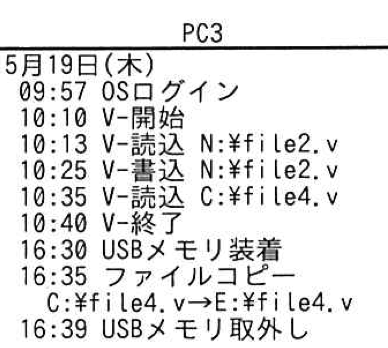 PC3
5月19日(木)
09:57 OSログイン
10:10 V-開始
10:13 V-読込 N:¥file2.v
10:25 V-書込 N:¥file2.v
10:35 V-読込 C:¥file4.v
10:40 V-終了
16:30 USBメモリ装着
16:35 ファイルコピー
C:¥file4.v→E:¥file4.v
16:39 USBメモリ取外し